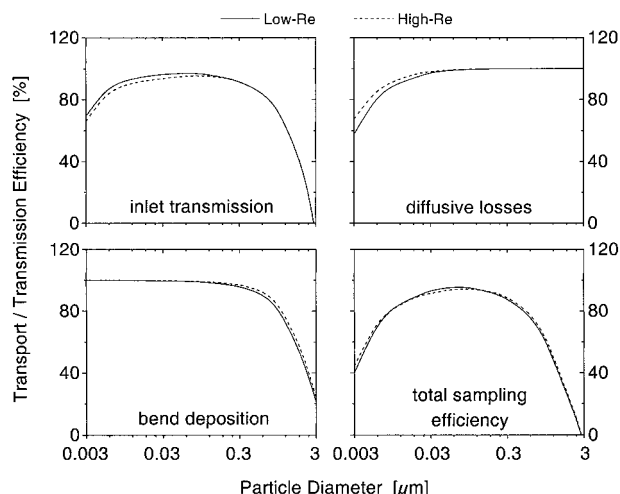 Low-Re High-Re
120 120
80 80
40 40
0 0
inlet transmission diffusive losses
120 120
80 80
40 40
0 0
bend deposition total sampling efficiency
0.003 0.03 0.3 3 0.003 0.03 0.3 3
Transport / Transmission Efficiency [%]
Particle Diameter [μm]